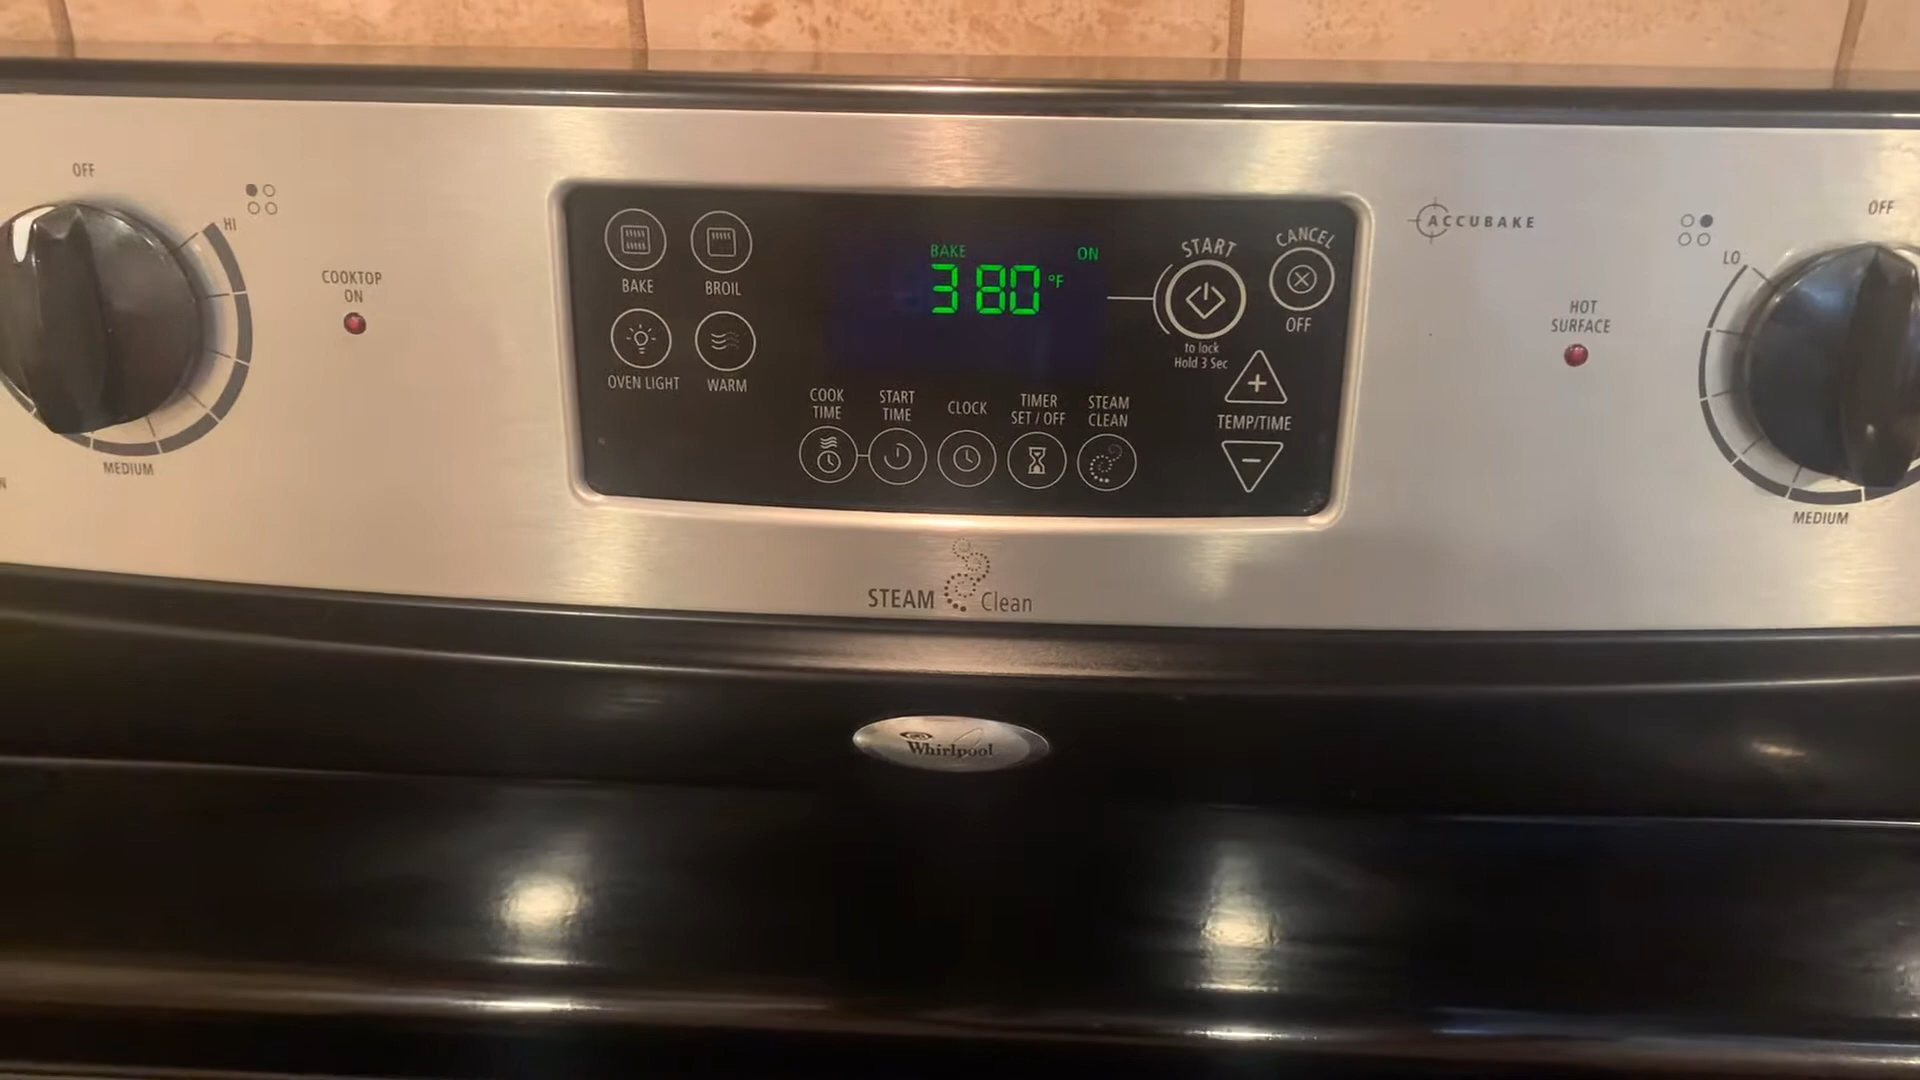 OFF
HI
COOKTOP
ON
MEDIUM
BAKE
BROIL
OVEN LIGHT
WARM
BAKE
ON
380°F
START
to lock
Hold 3 Sec
CANCEL
OFF
COOK
TIME
START
TIME
CLOCK
TIMER
SET / OFF
STEAM
CLEAN
TEMP/TIME
ACCUBAKE
HOT
SURFACE
OFF
LO
MEDIUM
STEAM Clean
Whirlpool